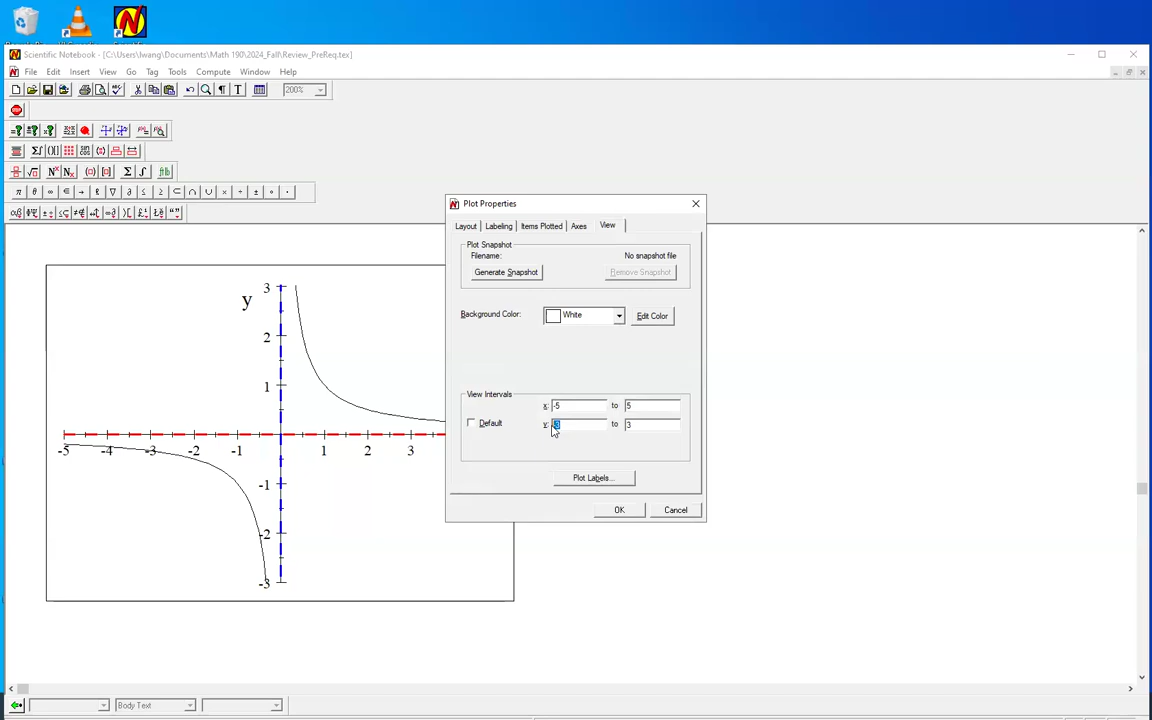 Scientific Notebook - [C:\Users\lwang\Documents\Math 190\2024_Fall\Review_PreReq.tex]
File Edit Insert View Go Tag Tools Compute Window Help
200%
Plot Properties
Layout Labeling Items Plotted Axes View
Plot Snapshot
Filename: No snapshot file
Generate Snapshot Remove Snapshot
Background Color: White Edit Color
View Intervals
x: -5 to 5
Default y: -3 to 3
Plot Labels...
OK Cancel
y 3
2
1
-5 -4 -3 -2 -1 1 2 3
-1
-2
-3
Body Text